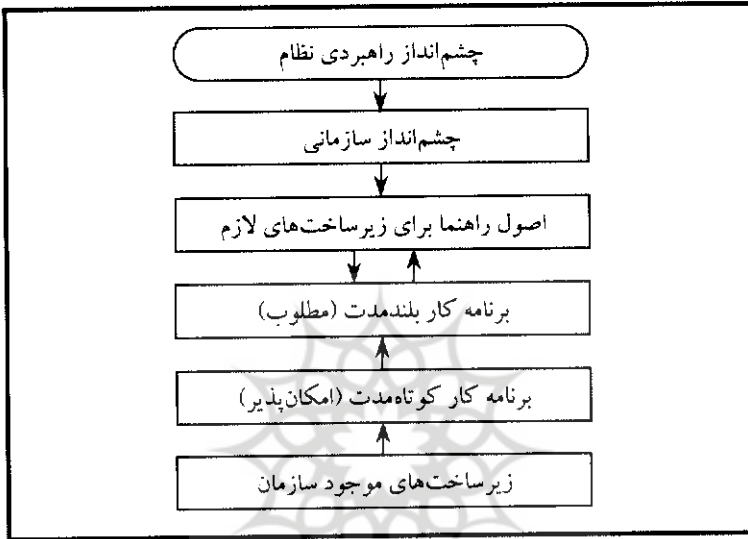 چشم‌انداز راهبردی نظام
چشم‌انداز سازمانی
اصول راهنما برای زیرساخت‌های لازم
برنامه کار بلندمدت (مطلوب)
برنامه کار کوتاه‌مدت (امکان‌پذیر)
زیرساخت‌های موجود سازمان